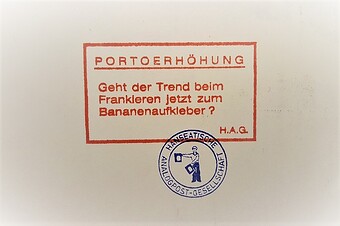 PORTOERHÖHUNG
Geht der Trend beim
Frankieren jetzt zum
Bananenaufkleber?
H.A.G.
HANSEATISCHE
ANALOGPOST-GESELLSCHAFT